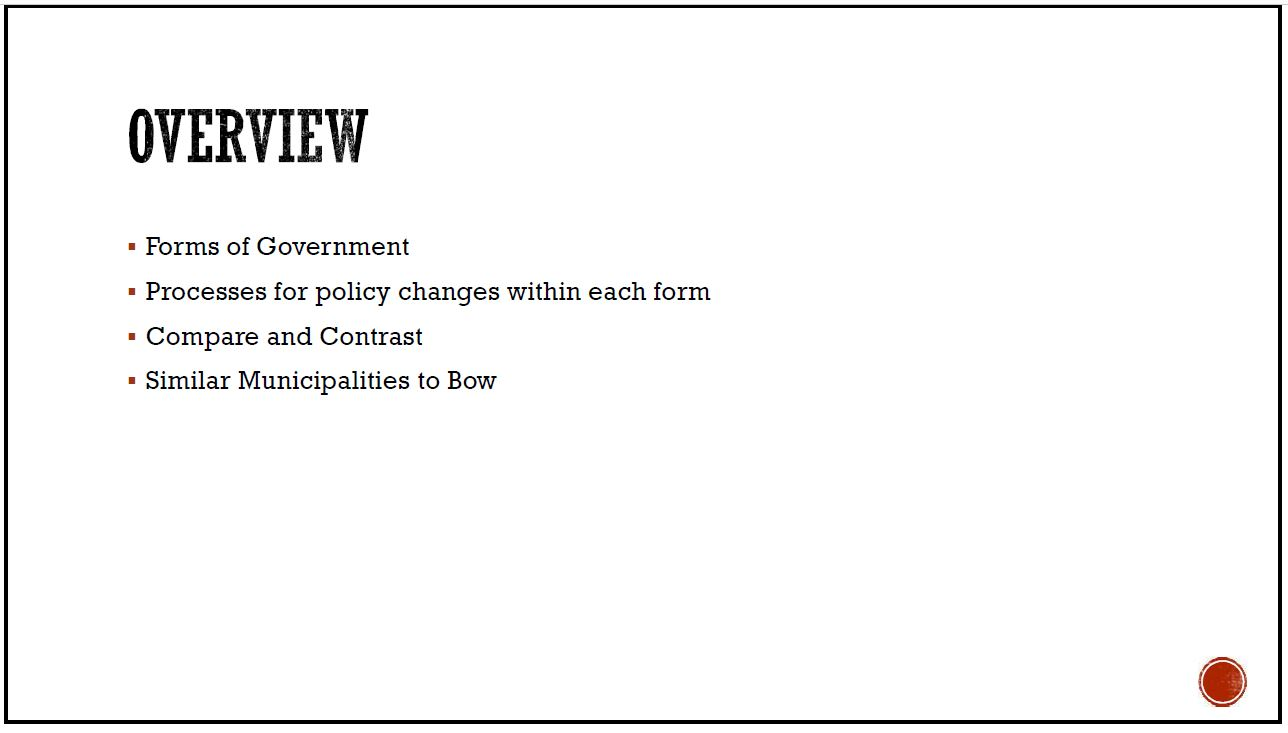 OVERVIEW
Forms of Government
Processes for policy changes within each form
Compare and Contrast
Similar Municipalities to Bow